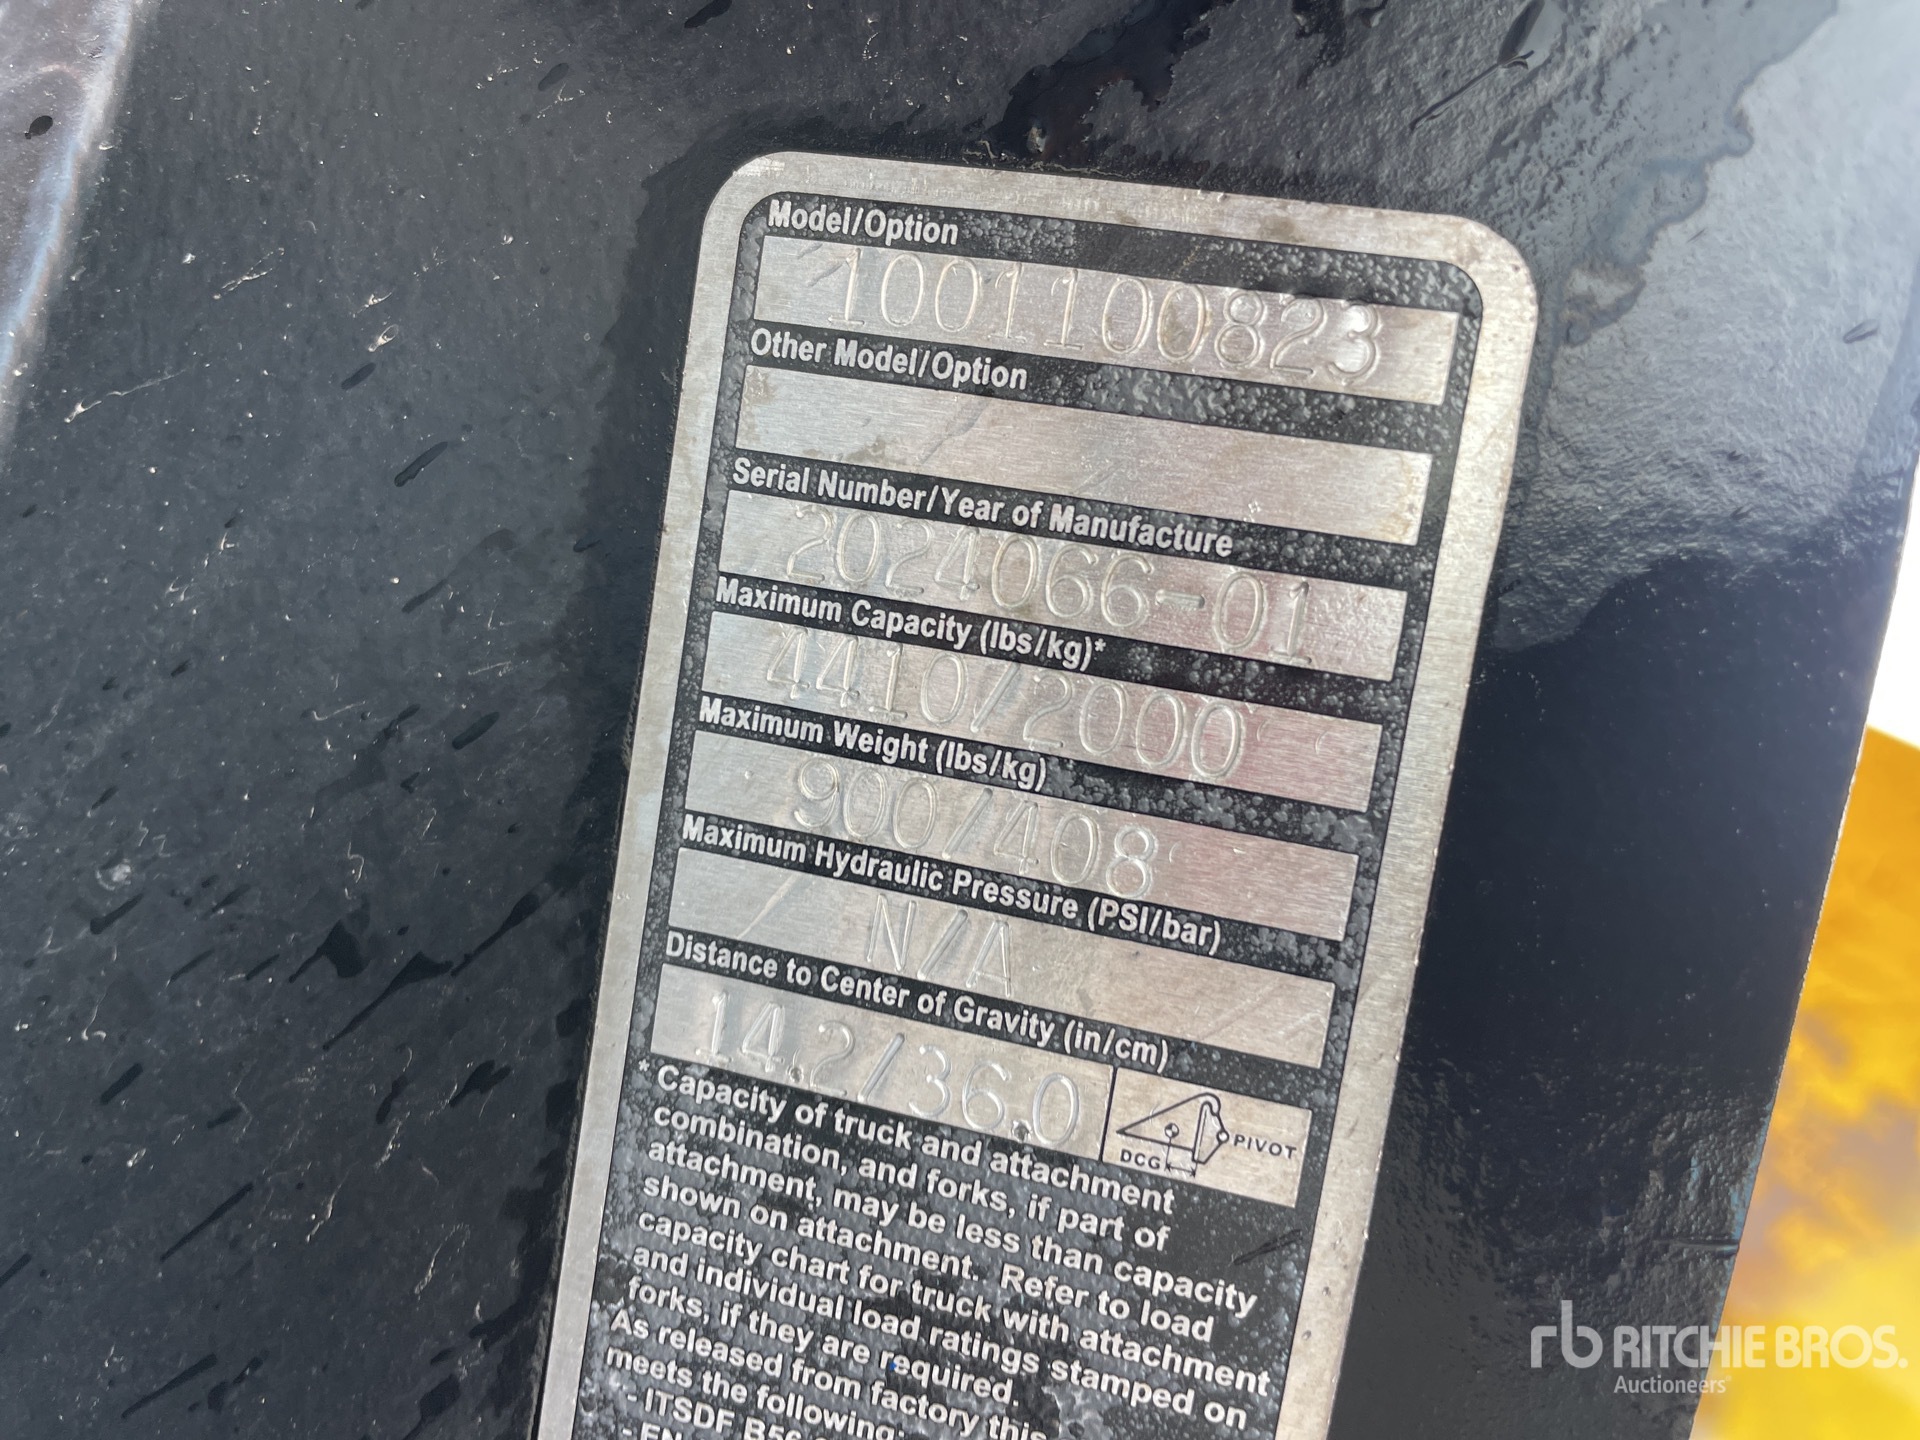 Model/Option
1001100823
Other Model/Option
Serial Number/Year of Manufacture
2024066-01
Maximum Capacity (lbs/kg)*
4410/2000
Maximum Weight (lbs/kg)
900/408
Maximum Hydraulic Pressure (PSI/bar)
N/A
Distance to Center of Gravity (in/cm)
14.2/36.0
PIVOT
DCG
* Capacity of truck and attachment
combination, and forks, if part of
attachment, may be less than capacity
shown on attachment. Refer to load
capacity chart for truck with attachment
and individual load ratings stamped on
forks, if they are required.
As released from factory this
meets the following:
- ITSDF B56
- EN
rb RITCHIE BROS.
Auctioneers